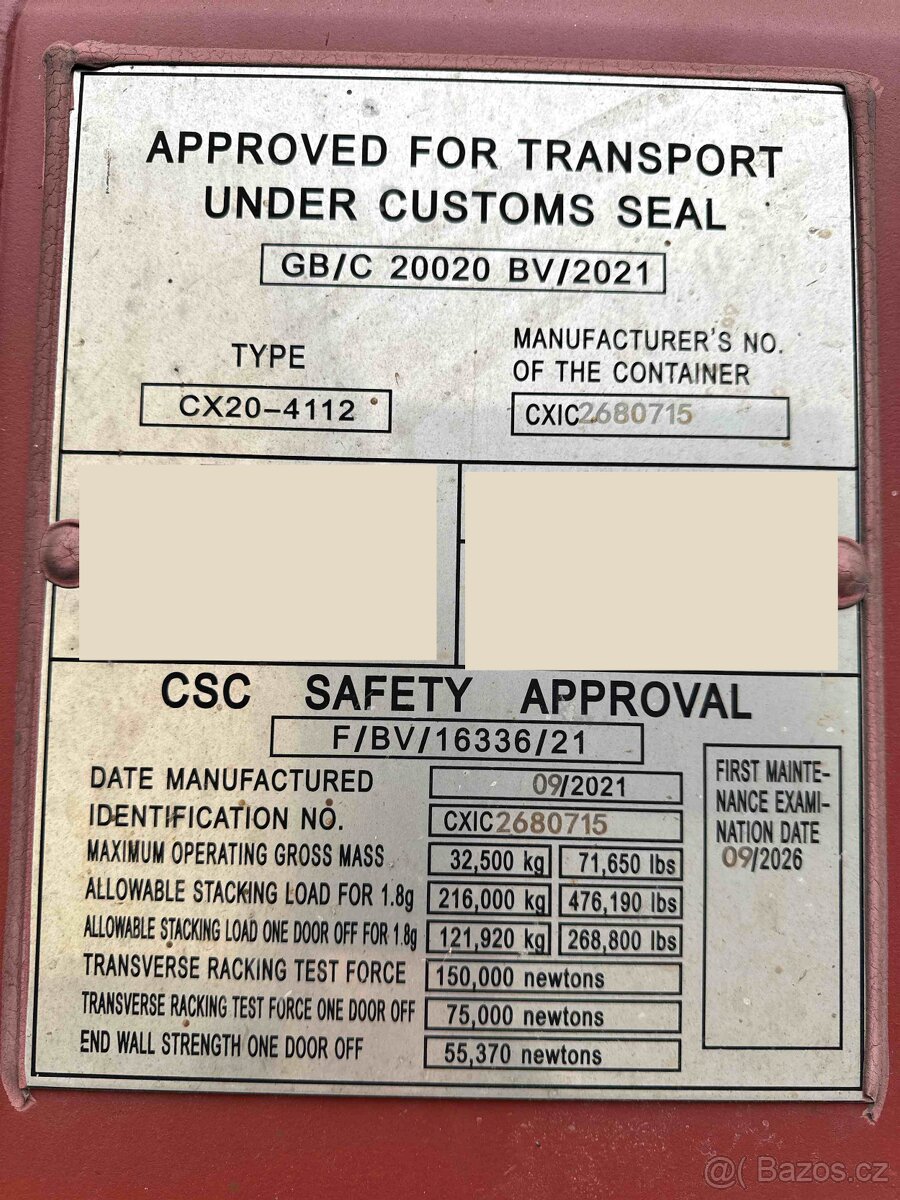 APPROVED FOR TRANSPORT
UNDER CUSTOMS SEAL
GB/C 20020 BV/2021
TYPE
CX20-4112
MANUFACTURER'S NO.
OF THE CONTAINER
CXIC2680715
CSC SAFETY APPROVAL
F/BV/16336/21
DATE MANUFACTURED 09/2021
IDENTIFICATION NO. CXIC2680715
MAXIMUM OPERATING GROSS MASS 32,500 kg 71,650 lbs
ALLOWABLE STACKING LOAD FOR 1.8g 216,000 kg 476,190 lbs
ALLOWABLE STACKING LOAD ONE DOOR OFF FOR 1.8g 121,920 kg 268,800 lbs
TRANSVERSE RACKING TEST FORCE 150,000 newtons
TRANSVERSE RACKING TEST FORCE ONE DOOR OFF 75,000 newtons
END WALL STRENGTH ONE DOOR OFF 55,370 newtons
FIRST MAINTE-
NANCE EXAMI-
NATION DATE
09/2026
@( Bazos.cz